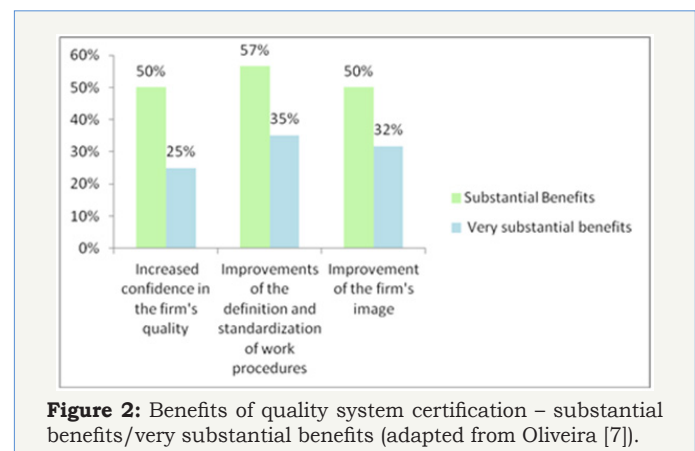 60%
50%
40%
30%
20%
10%
0%
50%
25%
57%
35%
50%
32%
Increased
confidence in
the firm's
quality
Improvements
of the
definition and
standardization
of work
procedures
Improvement
of the firm's
image
Substantial Benefits
Very substantial benefits
Figure 2: Benefits of quality system certification – substantial
benefits/very substantial benefits (adapted from Oliveira [7]).